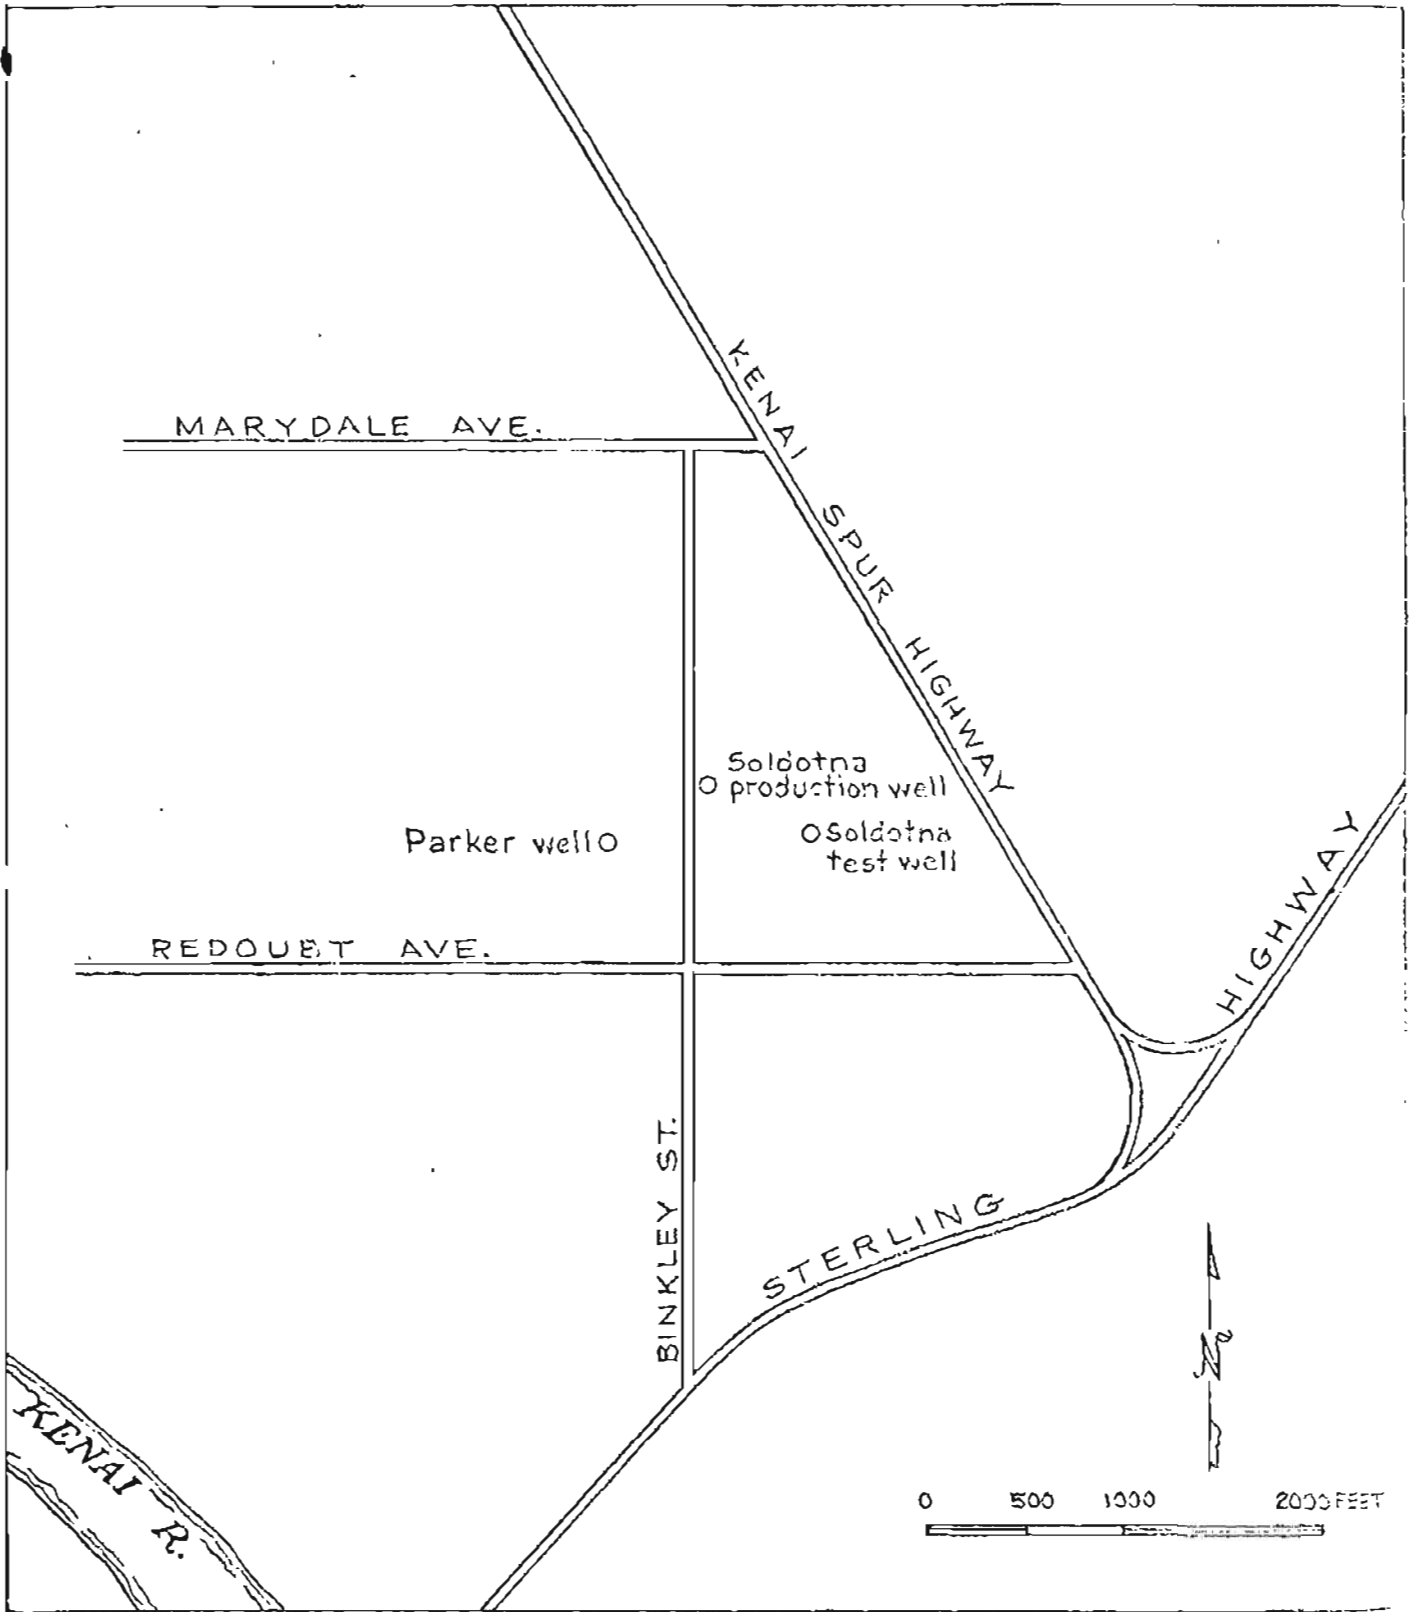 KENAI SPUR HIGHWAY
MARYDALE AVE.
Soldotna
production well
Parker well
Soldotna
test well
REDOUBT AVE.
STERLING HIGHWAY
BINKLEY ST.
KENAI R.
N
0 500 1000 2000 FEET